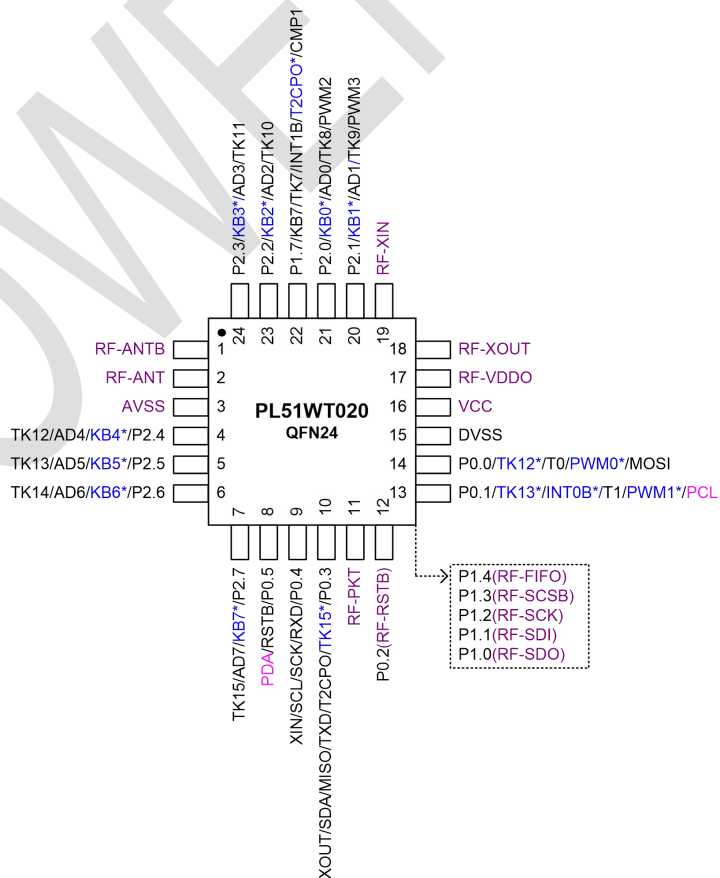 P2.3/KB3*/AD3/TK11
P2.2/KB2*/AD2/TK10
P1.7/KB7/TK7/INT1B/T2CPO*/CMP1
P2.0/KB0*/AD0/TK8/PWM2
P2.1/KB1*/AD1/TK9/PWM3
RF-XIN
24
23
22
21
20
19
RF-ANTB 1
RF-ANT 2
AVSS 3
TK12/AD4/KB4*/P2.4 4
TK13/AD5/KB5*/P2.5 5
TK14/AD6/KB6*/P2.6 6
PL51WT020
QFN24
18 RF-XOUT
17 RF-VDDO
16 VCC
15 DVSS
14 P0.0/TK12*/T0/PWM0*/MOSI
13 P0.1/TK13*/INT0B*/T1/PWM1*/PCL
7
8
9
10
11
12
TK15/AD7/KB7*/P2.7
PDA/RSTB/P0.5
XIN/SCL/SCK/RXD/P0.4
XOUT/SDA/MISO/TXD/T2CPO/TK15*/P0.3
RF-PKT
P0.2(RF-RSTB)
P1.4(RF-FIFO)
P1.3(RF-SCSB)
P1.2(RF-SCK)
P1.1(RF-SDI)
P1.0(RF-SDO)